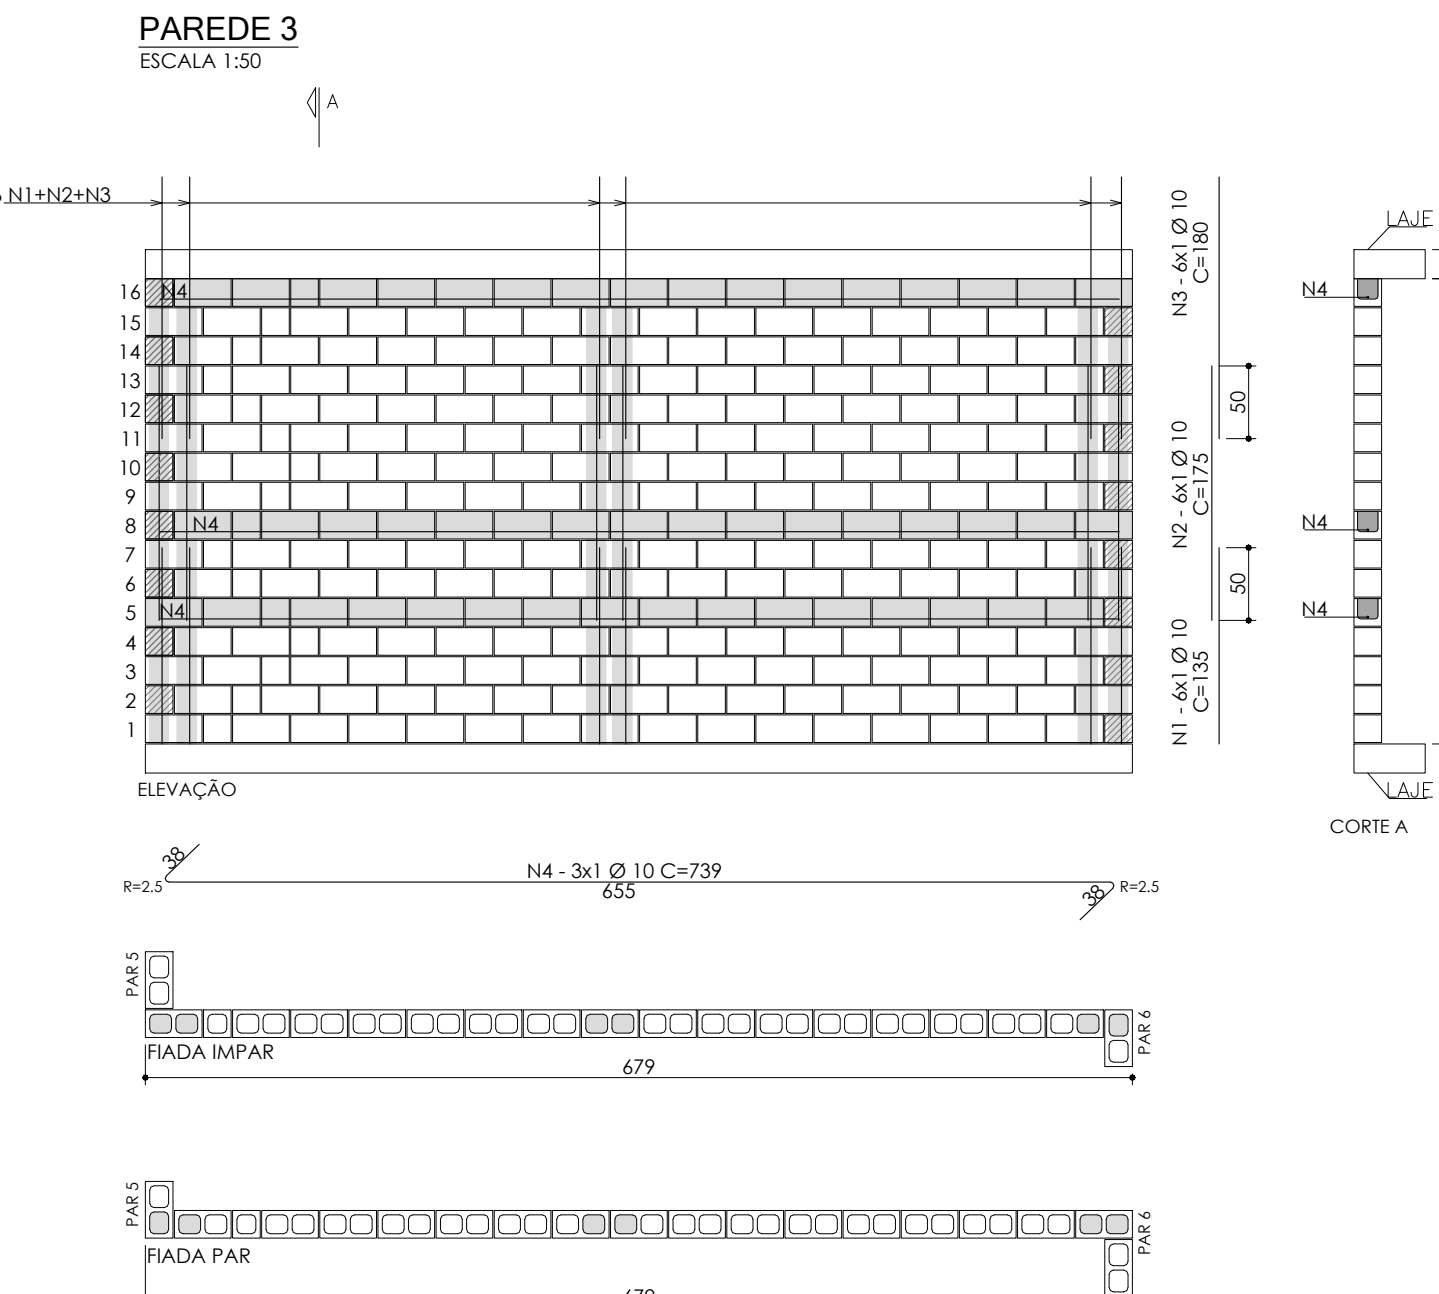 PAREDE 3
ESCALA 1:50
A
N1+N2+N3
N3 - 6x1 Ø 10
C=180
LAJE
16
N4
N4
15
14
13
12
50
11
N2 - 6x1 Ø 10
C=175
10
9
8
N4
N4
7
6
50
5
N4
N4
4
N1 - 6x1 Ø 10
C=135
3
2
1
ELEVAÇÃO
LAJE
CORTE A
38
N4 - 3x1 Ø 10 C=739
R=2.5
655
38
R=2.5
PAR 5
PAR 6
FIADA IMPAR
679
PAR 5
PAR 6
FIADA PAR
679